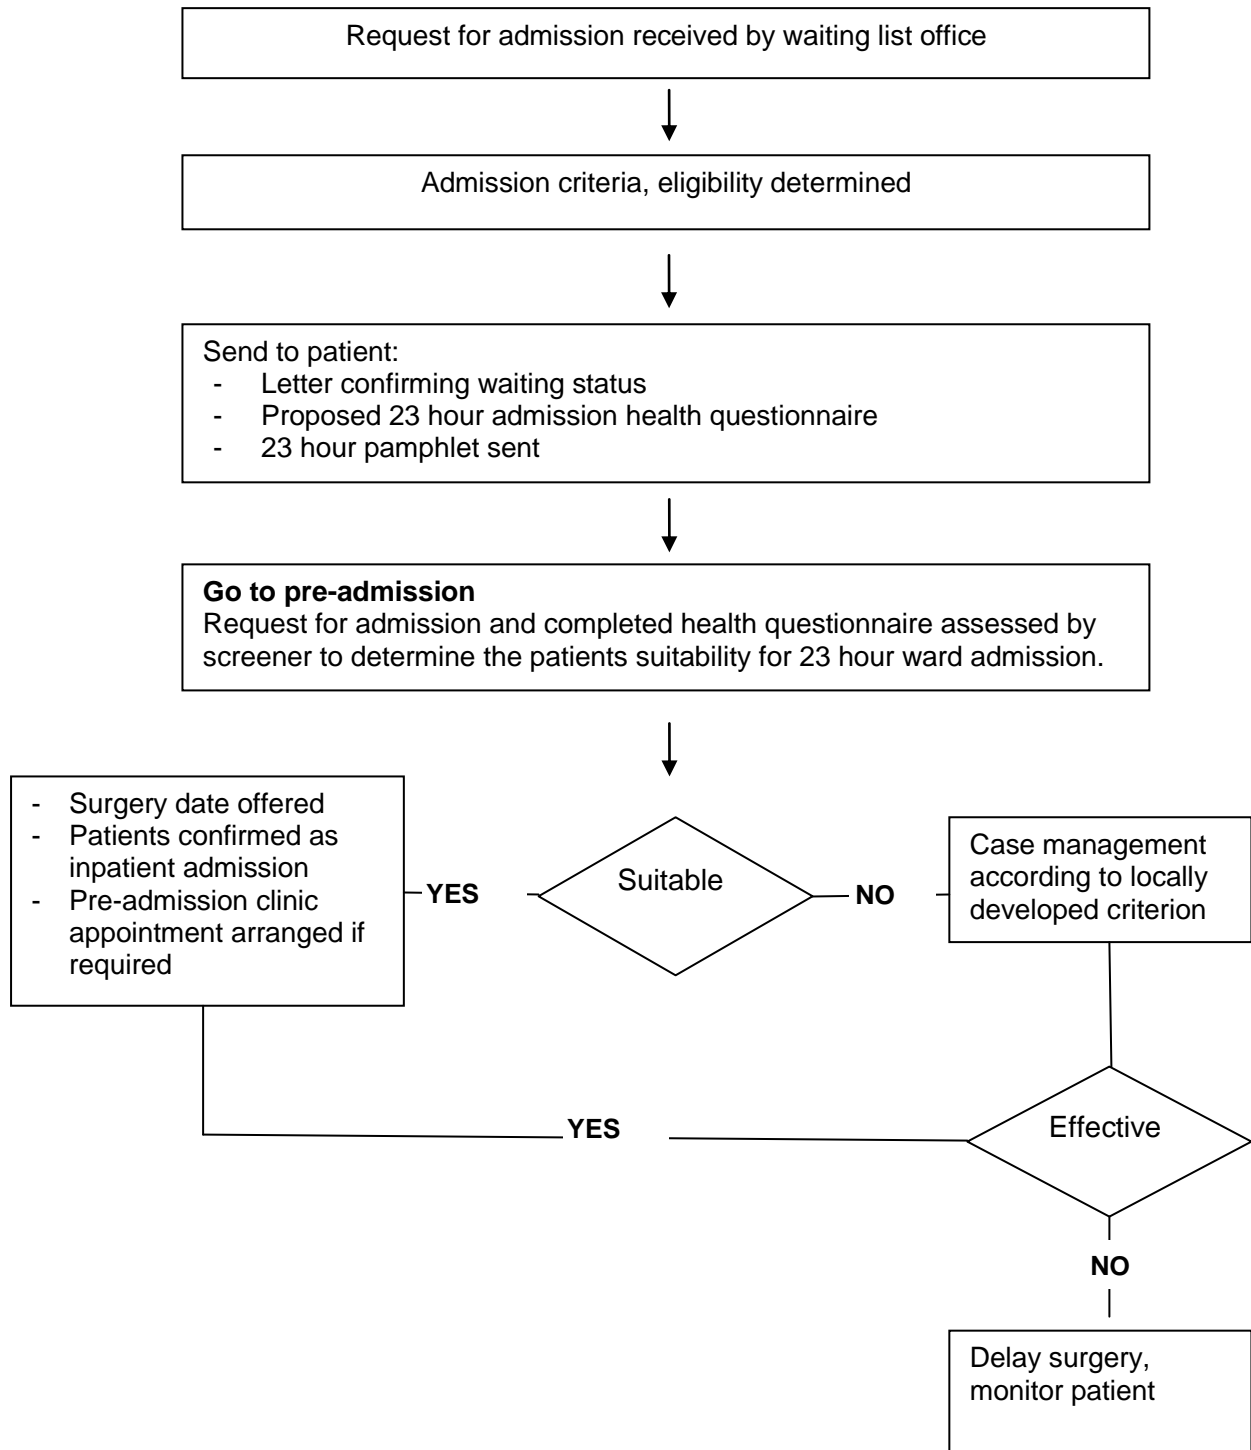 Request for admission received by waiting list office
Admission criteria, eligibility determined
Send to patient:
- Letter confirming waiting status
- Proposed 23 hour admission health questionnaire
- 23 hour pamphlet sent
Go to pre-admission
Request for admission and completed health questionnaire assessed by
screener to determine the patients suitability for 23 hour ward admission.
- Surgery date offered
- Patients confirmed as
inpatient admission
- Pre-admission clinic
appointment arranged if
required
YES
Suitable
NO
Case management
according to locally
developed criterion
YES
Effective
NO
Delay surgery,
monitor patient